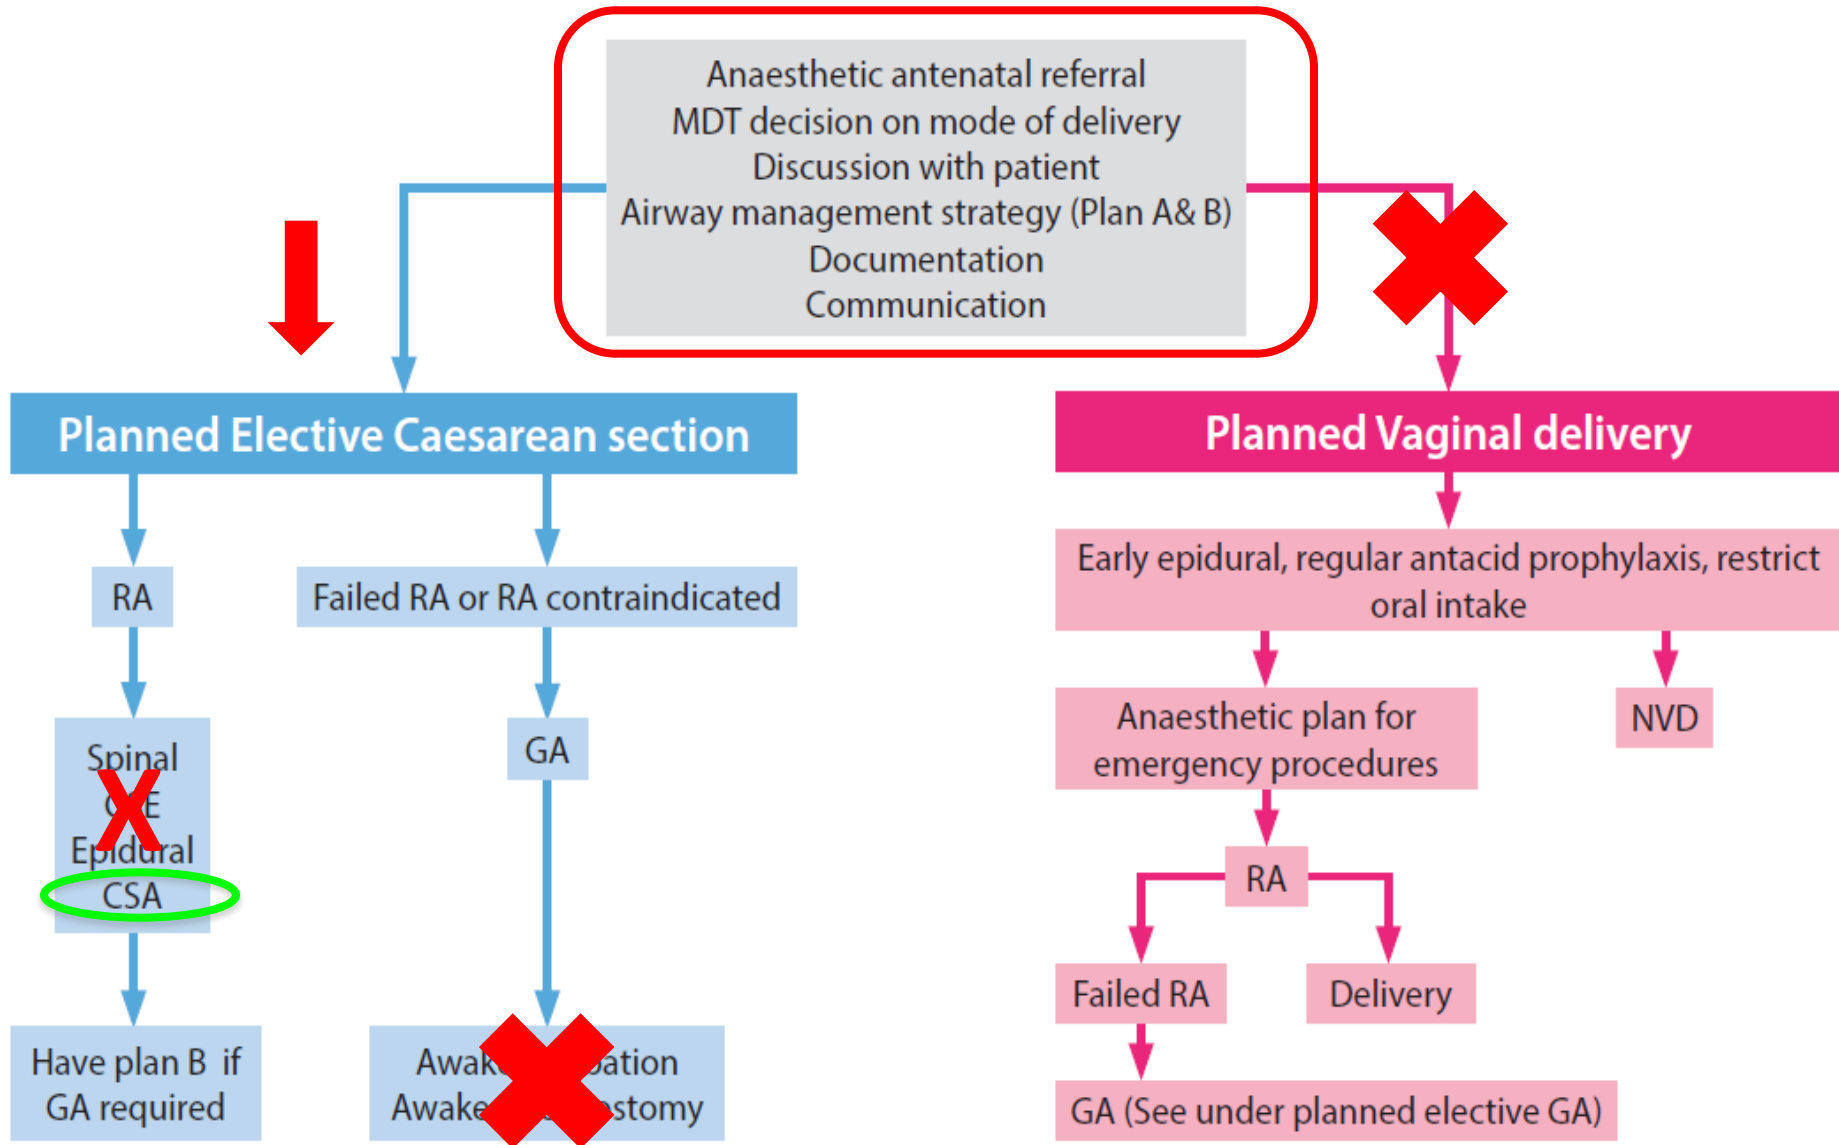 Anaesthetic antenatal referral
MDT decision on mode of delivery
Discussion with patient
Airway management strategy (Plan A& B)
Documentation
Communication
Planned Elective Caesarean section
Planned Vaginal delivery
RA
Failed RA or RA contraindicated
Early epidural, regular antacid prophylaxis, restrict
oral intake
Spinal
CSE
Epidural
CSA
GA
Anaesthetic plan for
emergency procedures
NVD
RA
Failed RA
Delivery
Have plan B if
GA required
Awake
Awake
GA (See under planned elective GA)